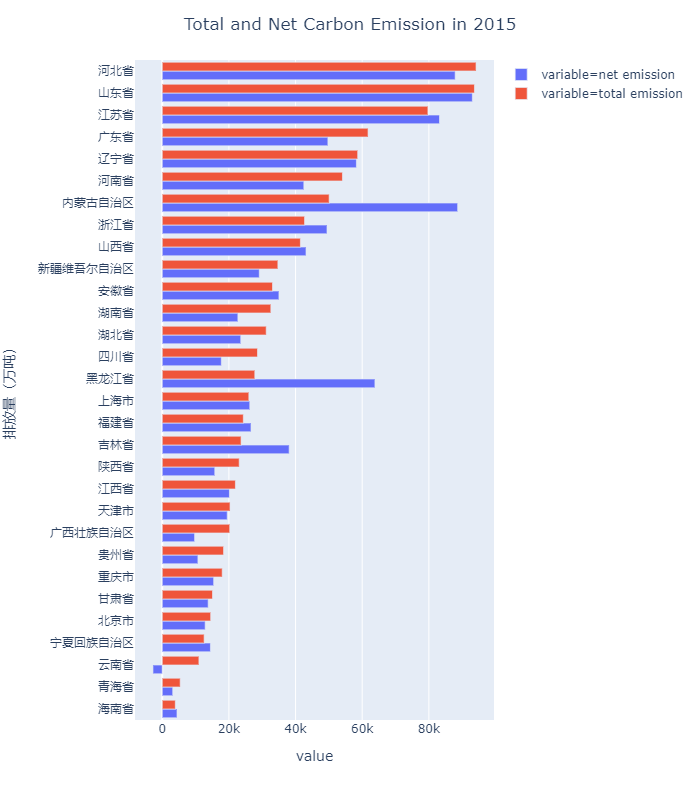 Total and Net Carbon Emission in 2015
variable=net emission
variable=total emission
河北省
山东省
江苏省
广东省
辽宁省
河南省
内蒙古自治区
浙江省
山西省
新疆维吾尔自治区
安徽省
湖南省
湖北省
四川省
黑龙江省
上海市
福建省
吉林省
陕西省
江西省
天津市
广西壮族自治区
贵州省
重庆市
甘肃省
北京市
宁夏回族自治区
云南省
青海省
海南省
排放量（万吨）
0 20k 40k 60k 80k
value